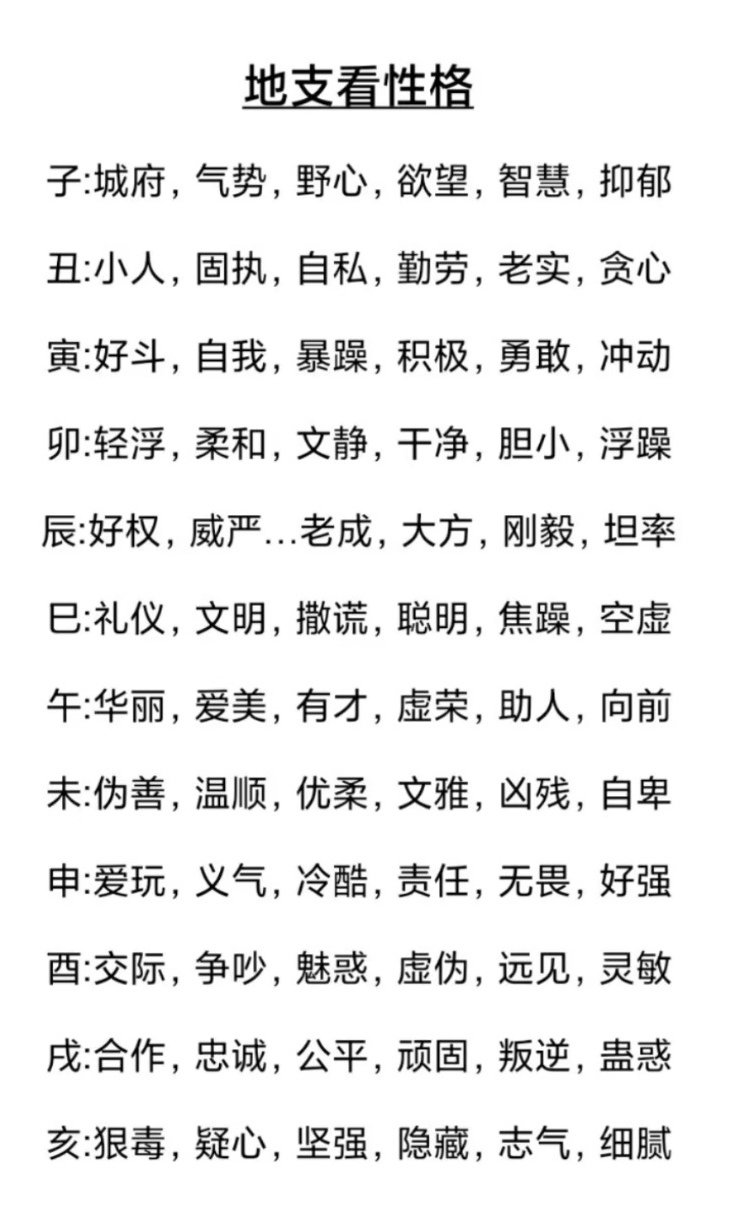 地支看性格
子:城府, 气势, 野心, 欲望, 智慧, 抑郁
丑:小人, 固执, 自私, 勤劳, 老实, 贪心
寅:好斗, 自我, 暴躁, 积极, 勇敢, 冲动
卯:轻浮, 柔和, 文静, 干净, 胆小, 浮躁
辰:好权, 威严…老成, 大方, 刚毅, 坦率
巳:礼仪, 文明, 撒谎, 聪明, 焦躁, 空虚
午:华丽, 爱美, 有才, 虚荣, 助人, 向前
未:伪善, 温顺, 优柔, 文雅, 凶残, 自卑
申:爱玩, 义气, 冷酷, 责任, 无畏, 好强
酉:交际, 争吵, 魅惑, 虚伪, 远见, 灵敏
戌:合作, 忠诚, 公平, 顽固, 叛逆, 蛊惑
亥:狠毒, 疑心, 坚强, 隐藏, 志气, 细腻